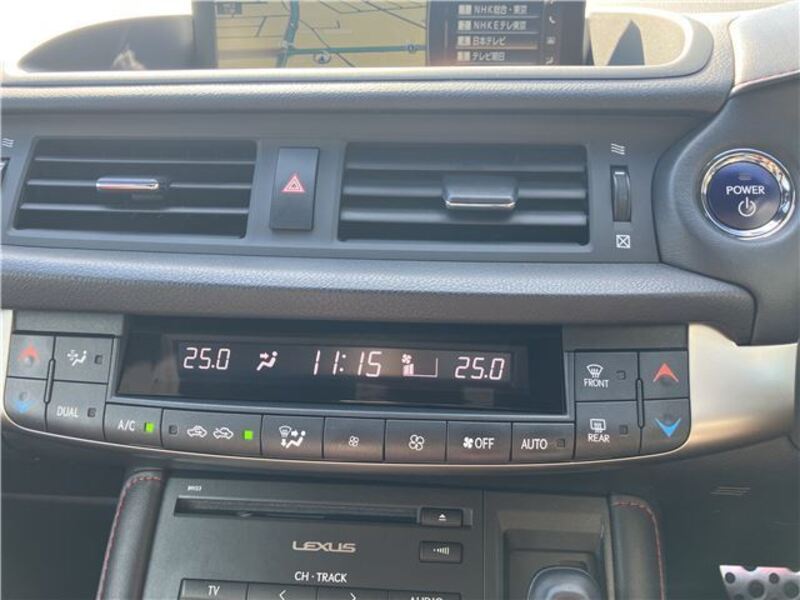 NHK総合・東京
NHKEテレ東京
日本テレビ
テレビ朝日
POWER
25.0 11:15 25.0
FRONT
DUAL
A/C
OFF
AUTO
REAR
LEXUS
CH・TRACK
TV
AUDIO